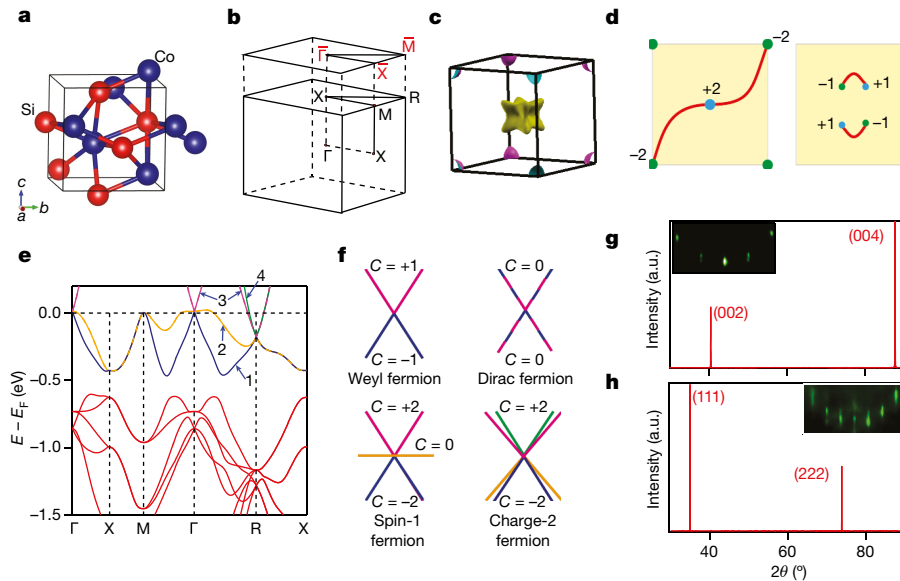 a
Co
Si
c
b
a
b
Γ̅
M̅
X̅
X
R
M
Γ
X
c
d
−2
+2
−2
−1
+1
+1
−1
e
4
3
2
1
0.0
−0.5
−1.0
−1.5
E − E_F (eV)
Γ
X
M
Γ
R
X
f
C = +1
C = −1
Weyl fermion
C = 0
C = 0
Dirac fermion
C = +2
C = 0
C = −2
Spin-1
fermion
C = +2
C = −2
Charge-2
fermion
g
(004)
(002)
Intensity (a.u.)
h
(111)
(222)
Intensity (a.u.)
40
60
80
2θ (°)